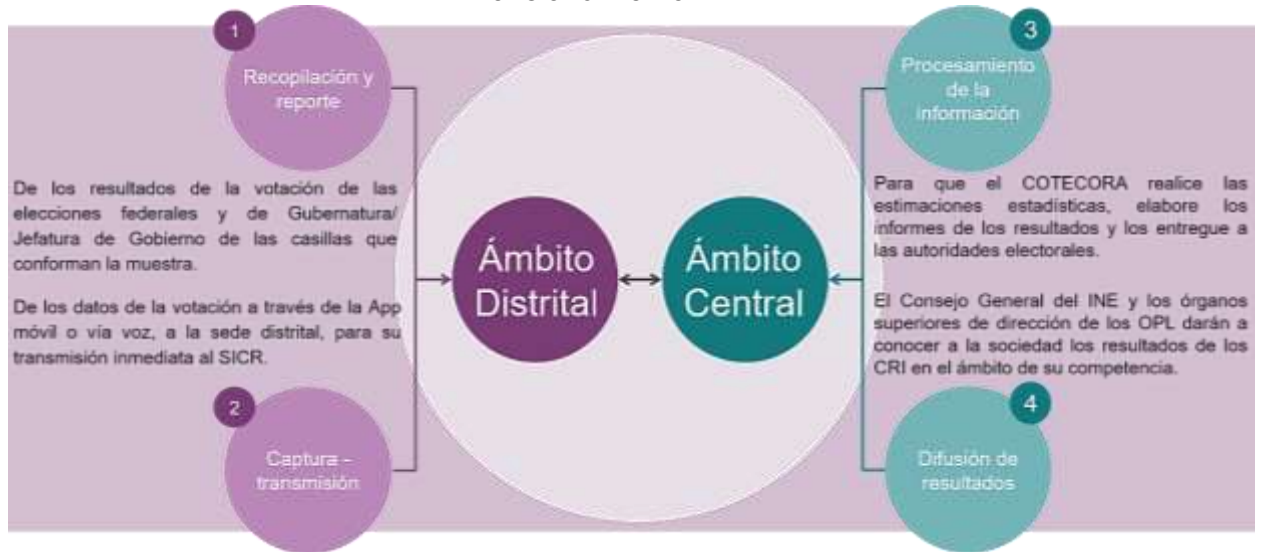 1
Recopilación y
reporte
De los resultados de la votación de las
elecciones federales y de Gubernatura/
Jefatura de Gobierno de las casillas que
conforman la muestra.
De los datos de la votación a través de la App
móvil o vía voz, a la sede distrital, para su
transmisión inmediata al SICR.
2
Captura –
transmisión
Ámbito
Distrital
Ámbito
Central
3
Procesamiento
de la
información
Para que el COTECORA realice las
estimaciones estadísticas, elabore los
informes de los resultados y los entregue a
las autoridades electorales.
El Consejo General del INE y los órganos
superiores de dirección de los OPL darán a
conocer a la sociedad los resultados de los
CRI en el ámbito de su competencia.
4
Difusión de
resultados